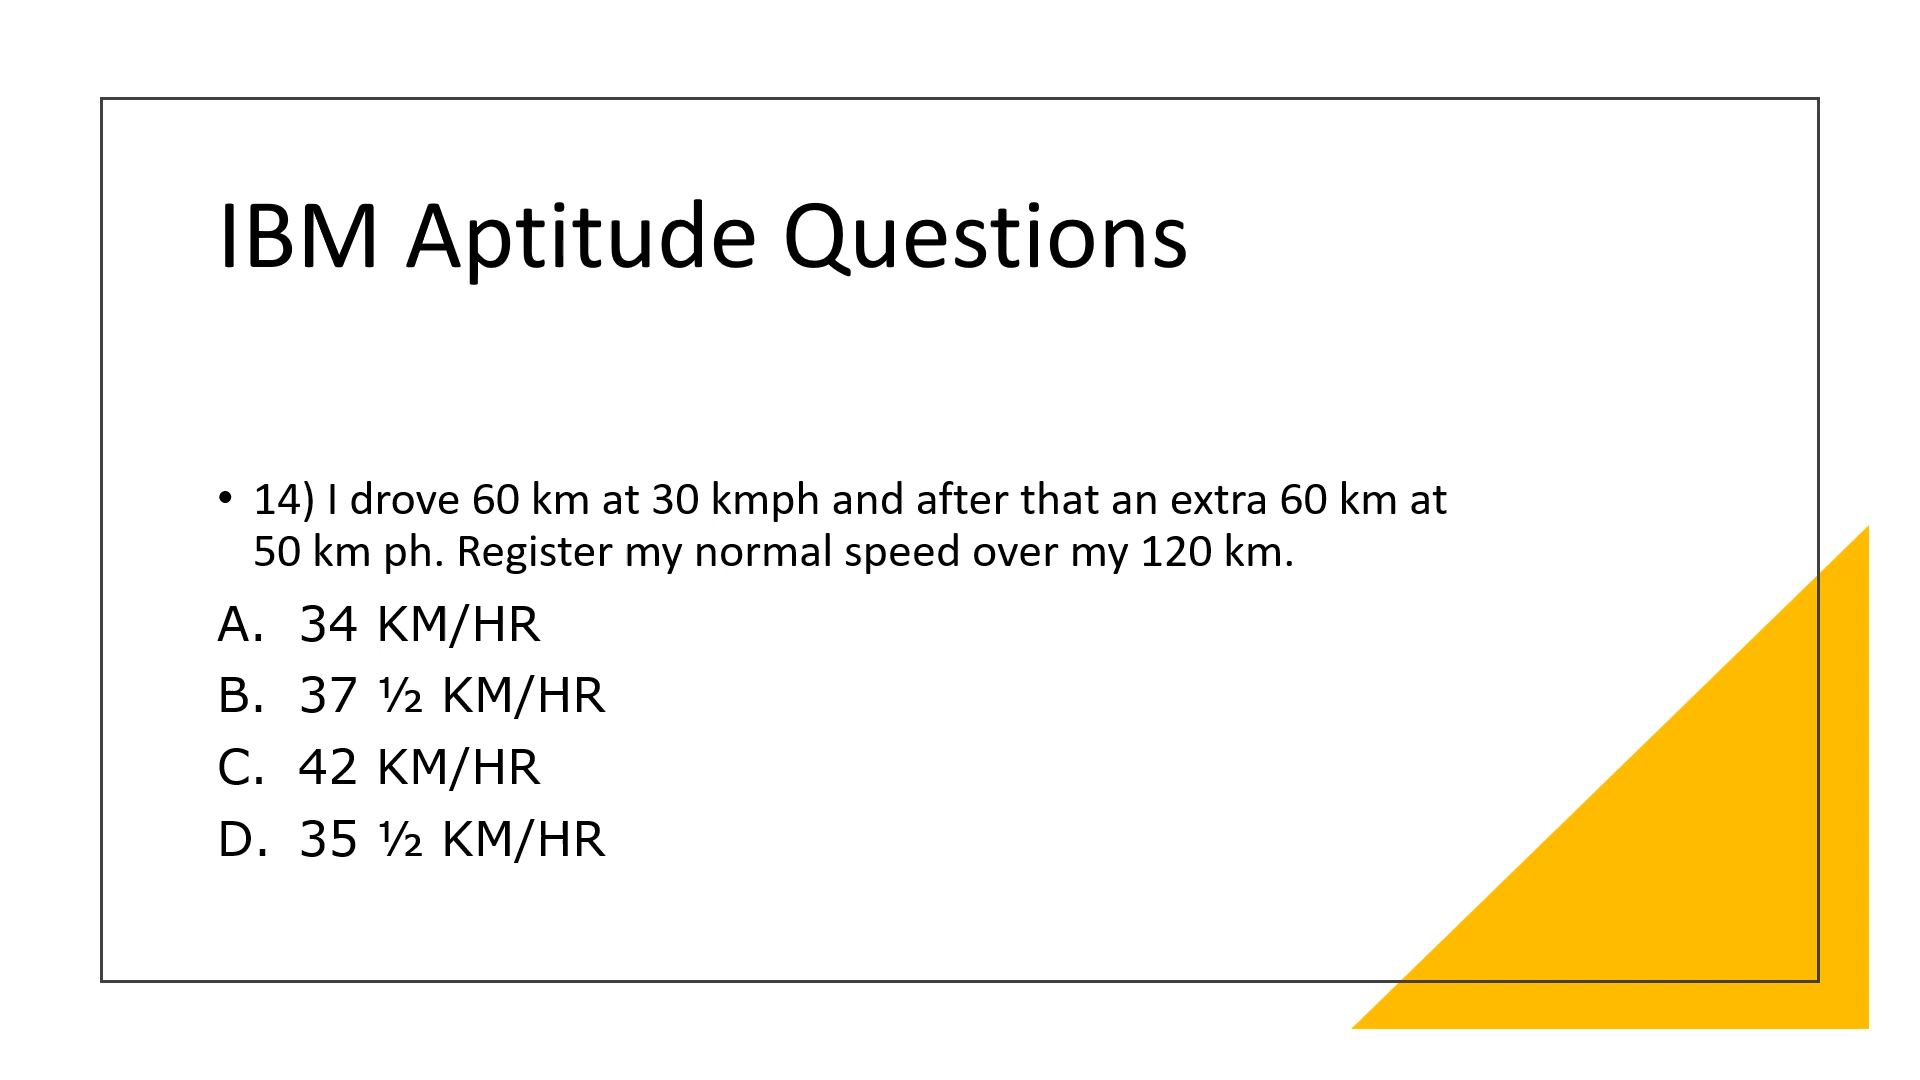 IBM Aptitude Questions
• 14) I drove 60 km at 30 kmph and after that an extra 60 km at
50 km ph. Register my normal speed over my 120 km.
A. 34 KM/HR
B. 37 ½ KM/HR
C. 42 KM/HR
D. 35 ½ KM/HR